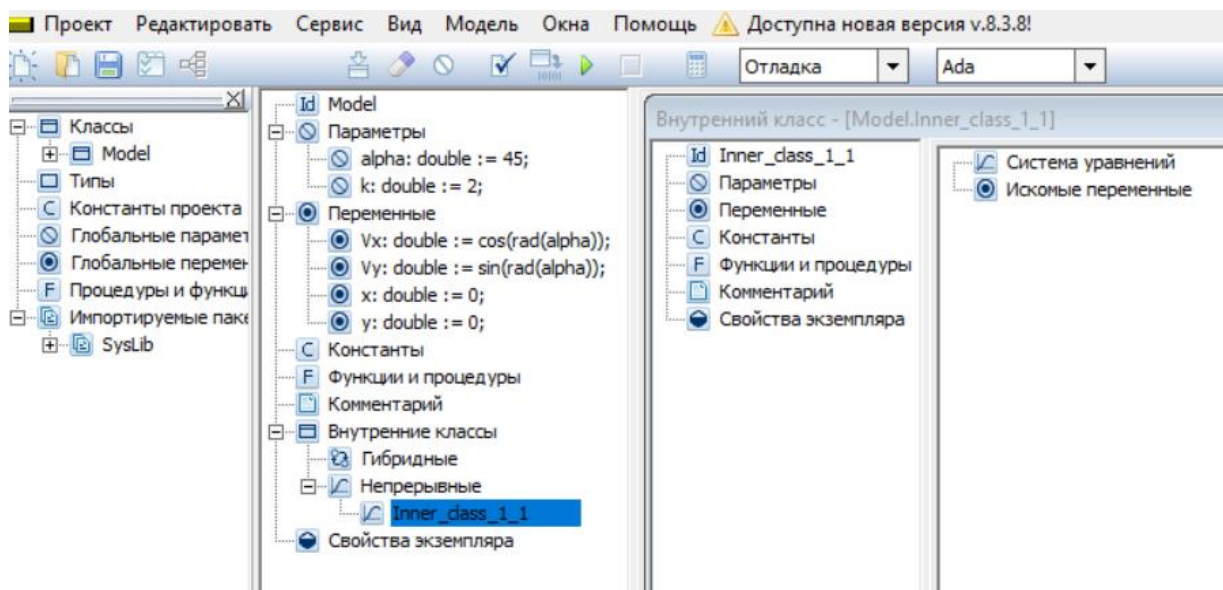 Проект Редактировать Сервис Вид Модель Окна Помощь Доступна новая версия v.8.3.8!
Отладка Ada
Классы
Model
Типы
Константы проекта
Глобальные парамет
Глобальные перемен
Процедуры и функци
Импортируемые паке
SysLib
Id Model
Параметры
alpha: double := 45;
k: double := 2;
Переменные
Vx: double := cos(rad(alpha));
Vy: double := sin(rad(alpha));
x: double := 0;
y: double := 0;
C Константы
F Функции и процедуры
Комментарий
Внутренние классы
Гибридные
Непрерывные
Inner_class_1_1
Свойства экземпляра
Внутренний класс - [Model.Inner_class_1_1]
Id Inner_class_1_1
Параметры
Переменные
C Константы
F Функции и процедуры
Комментарий
Свойства экземпляра
Система уравнений
Искомые переменные